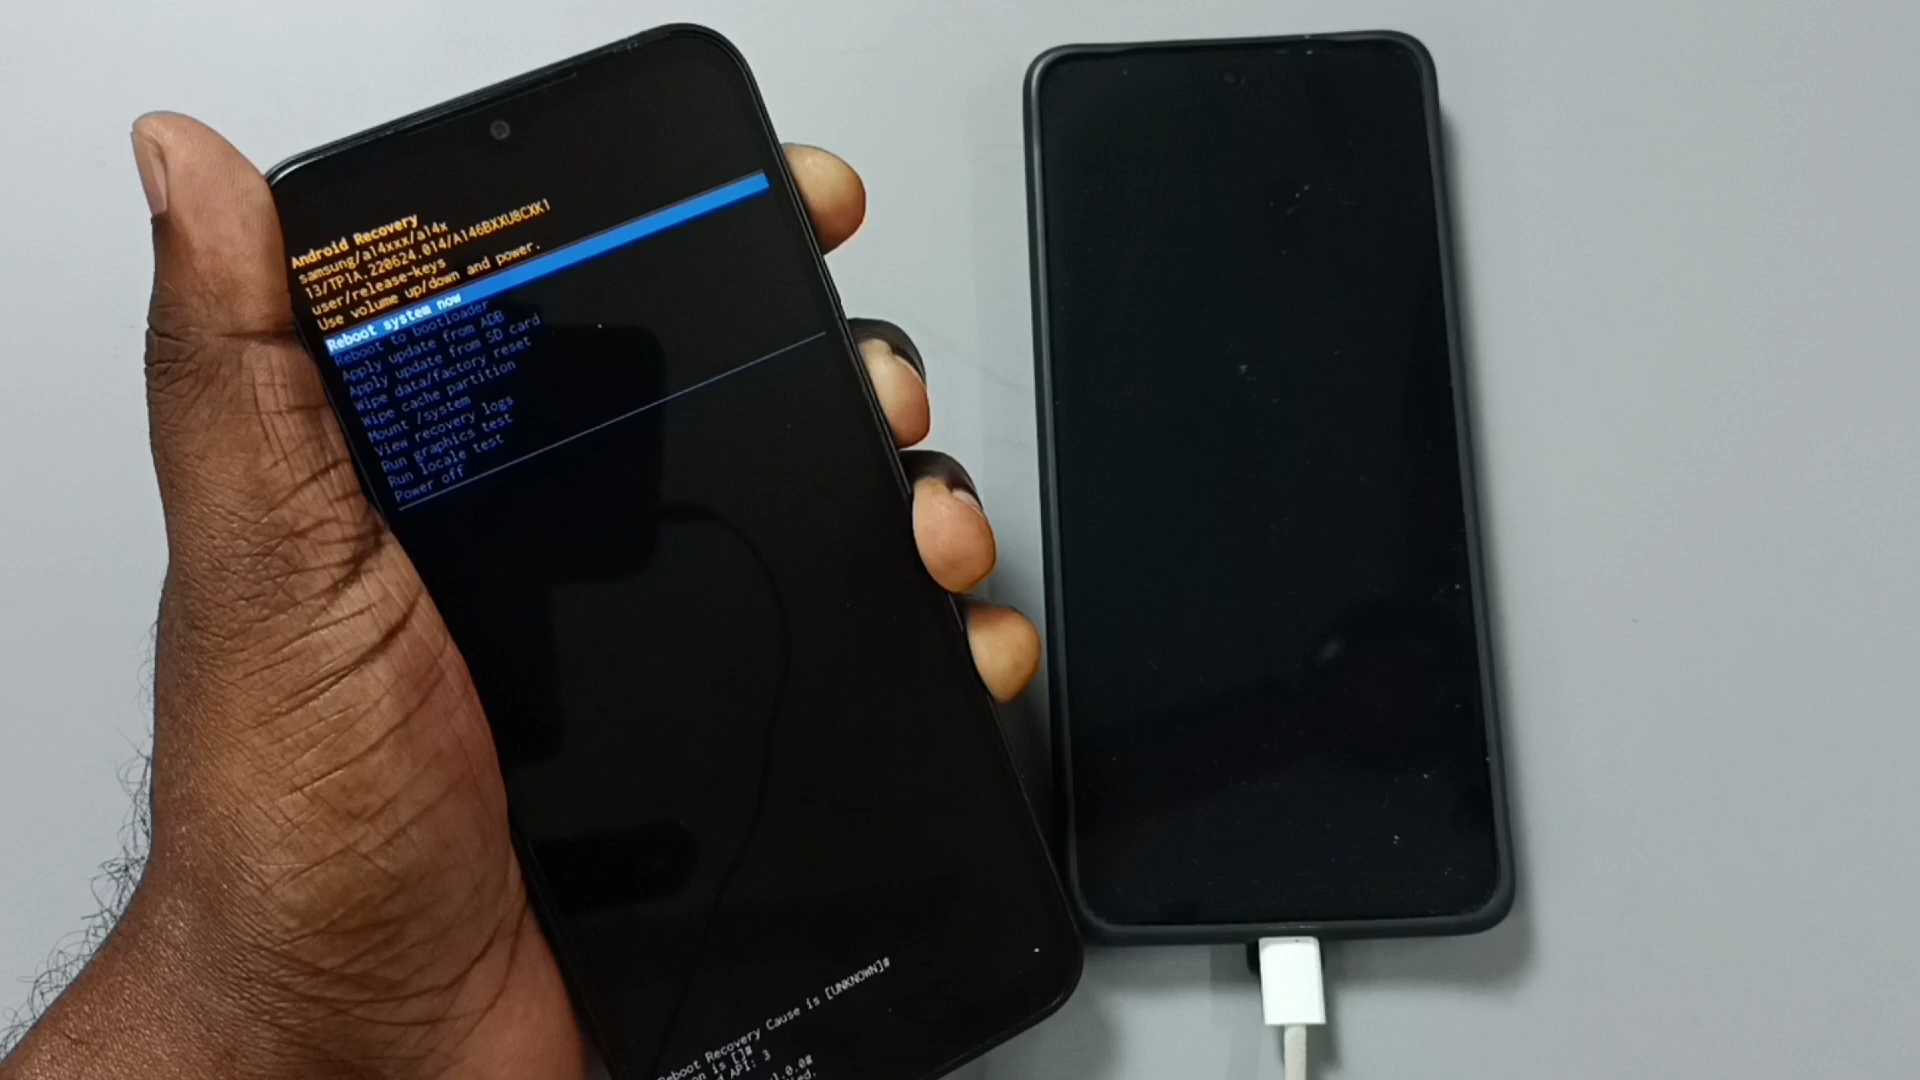 Android Recovery
samsung/a14xxx/a14x
13/TP1A.220624.014/A146BXXU8CXK1
user/release-keys
Use volume up/down and power.
Reboot system now
Reboot to bootloader
Apply update from ADB
Apply update from SD card
Wipe data/factory reset
Wipe cache partition
Mount /system
View recovery logs
Run graphics test
Run locale test
Power off
Reboot Recovery Cause is [UNKNOWN]#
is []#
API: 3